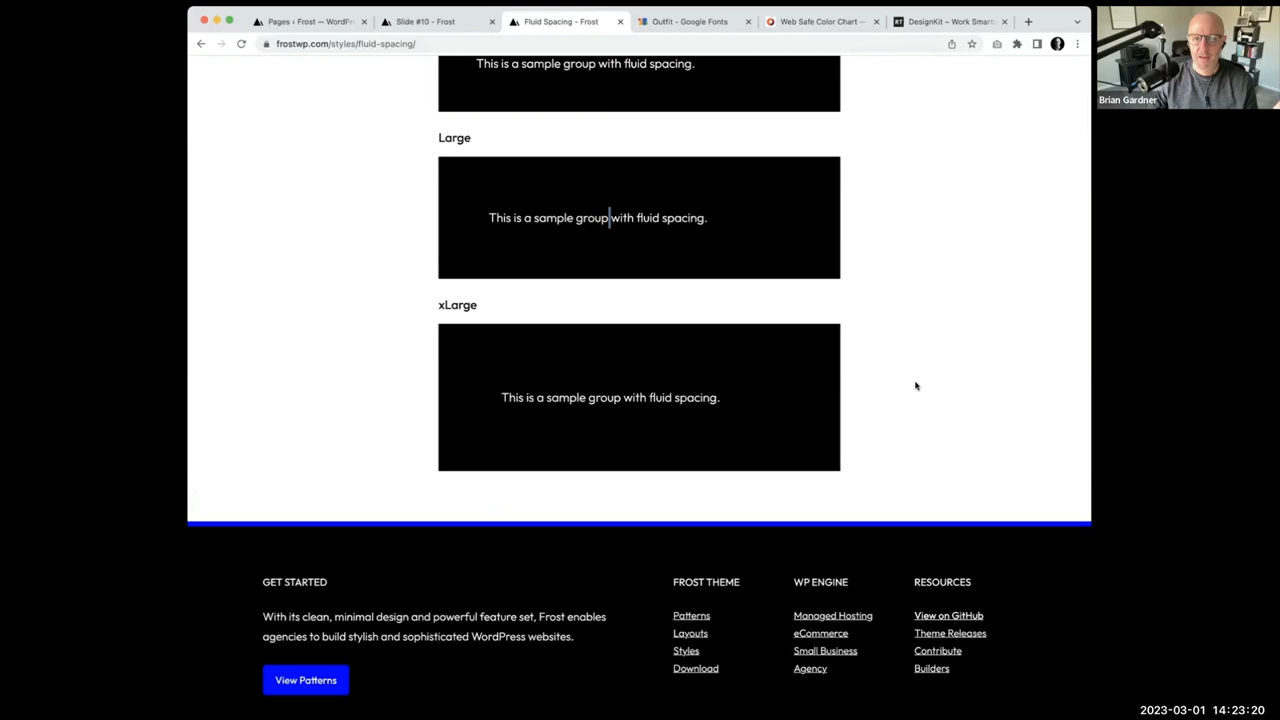 Pages ‹ Frost — WordPr
Slide #10 - Frost
Fluid Spacing - Frost
Outfit - Google Fonts
Web Safe Color Chart —
DesignKit – Work Smart
frostwp.com/styles/fluid-spacing/
Brian Gardner
This is a sample group with fluid spacing.
Large
This is a sample group with fluid spacing.
xLarge
This is a sample group with fluid spacing.
GET STARTED
With its clean, minimal design and powerful feature set, Frost enables
agencies to build stylish and sophisticated WordPress websites.
View Patterns
FROST THEME
Patterns
Layouts
Styles
Download
WP ENGINE
Managed Hosting
eCommerce
Small Business
Agency
RESOURCES
View on GitHub
Theme Releases
Contribute
Builders
2023-03-01 14:23:20